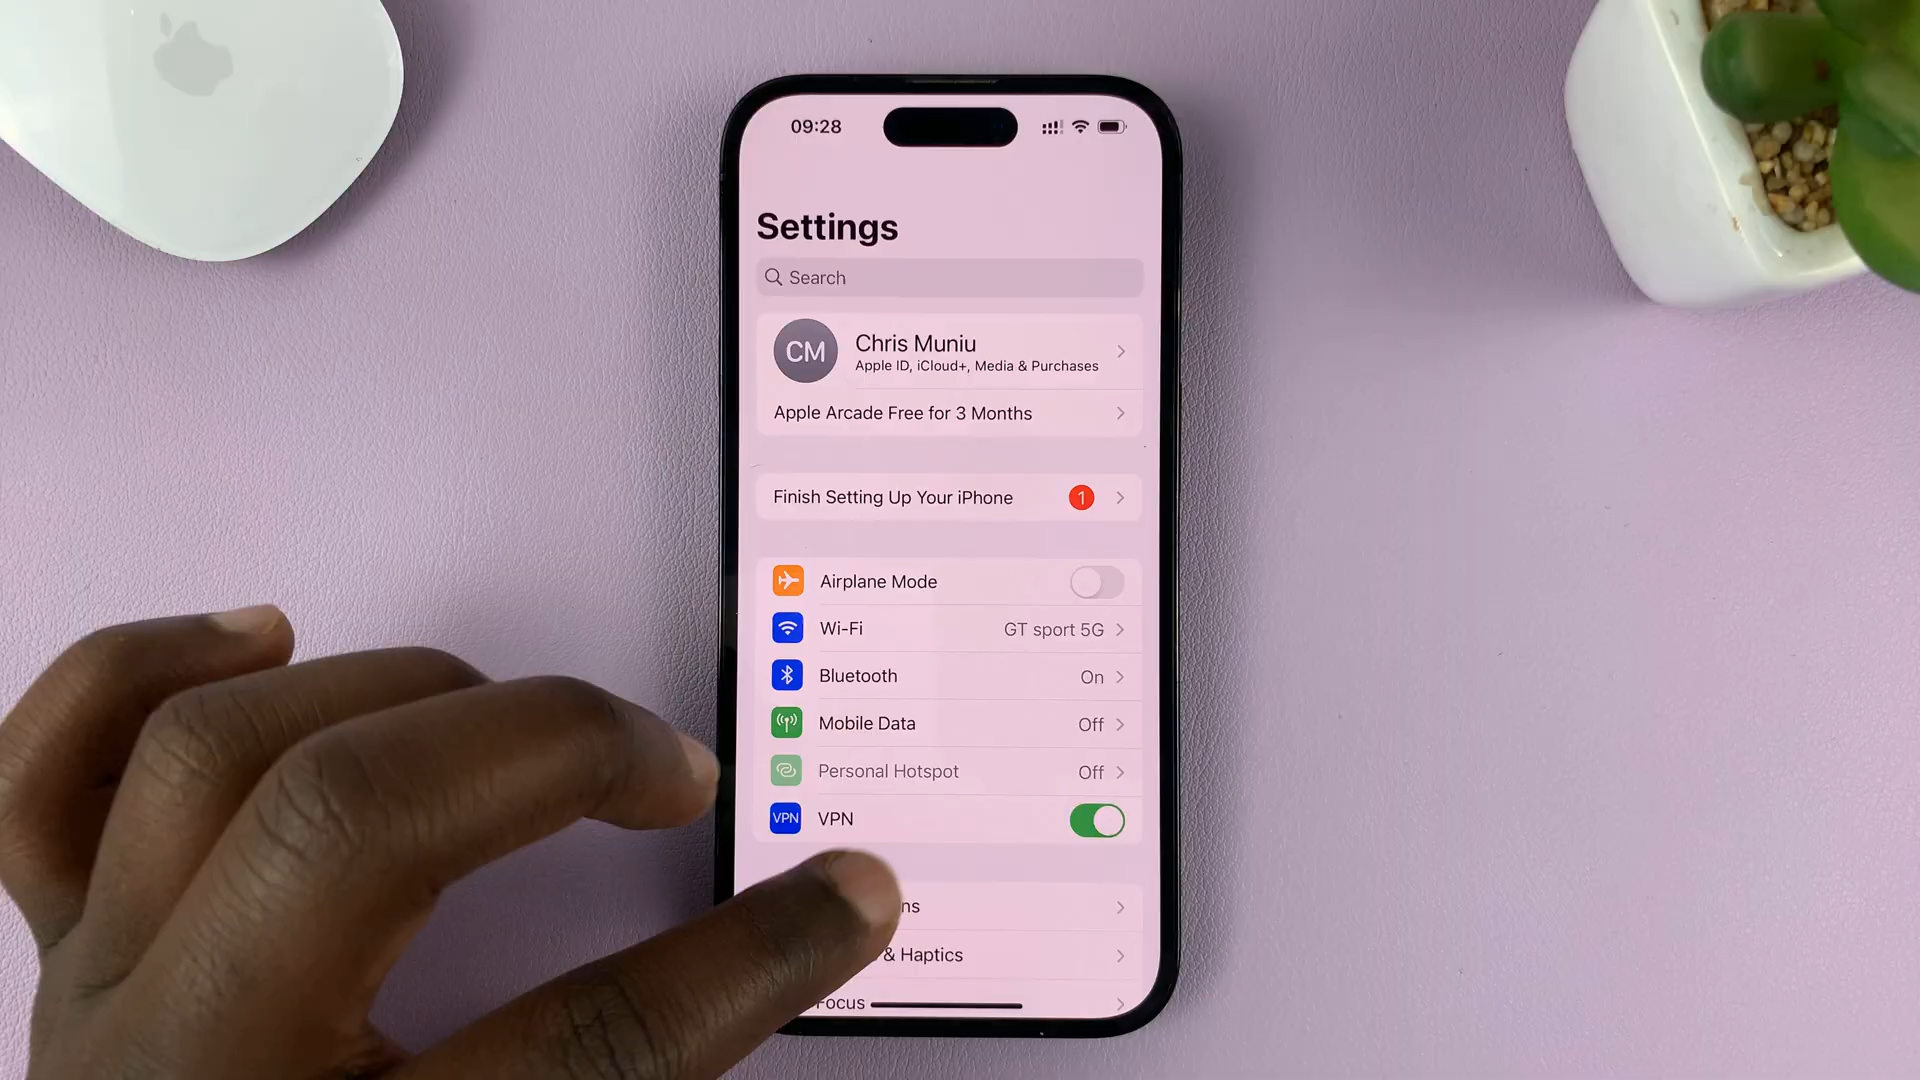 09:28
Settings
Search
CM
Chris Muniu
Apple ID, iCloud+, Media & Purchases
Apple Arcade Free for 3 Months
Finish Setting Up Your iPhone 1
Airplane Mode
Wi-Fi GT sport 5G
Bluetooth On
Mobile Data Off
Personal Hotspot Off
VPN VPN
& Haptics
Focus